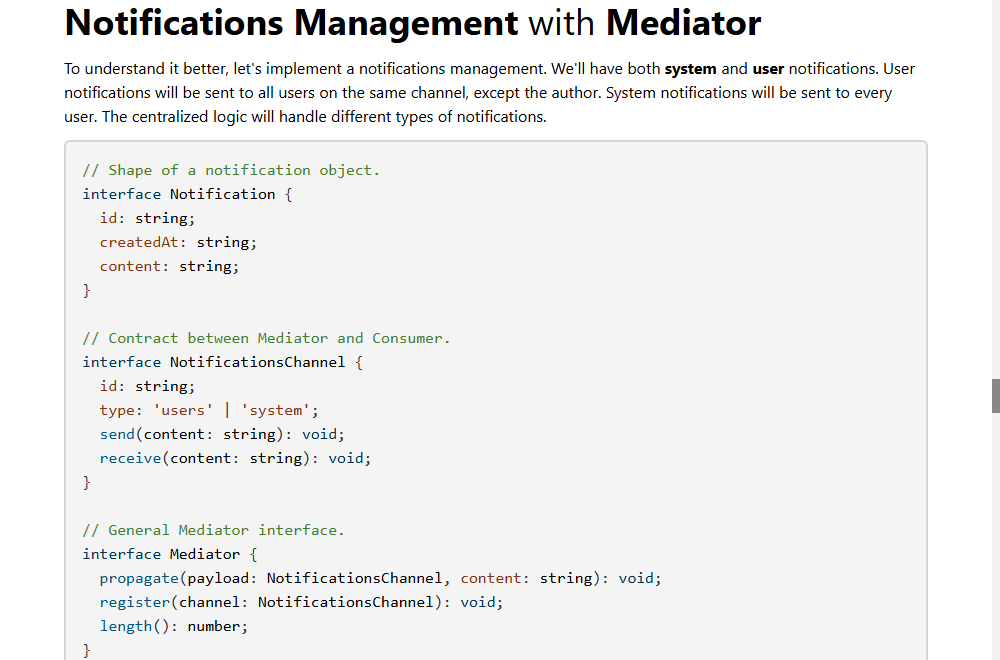 Notifications Management with Mediator
To understand it better, let's implement a notifications management. We'll have both system and user notifications. User
notifications will be sent to all users on the same channel, except the author. System notifications will be sent to every
user. The centralized logic will handle different types of notifications.
// Shape of a notification object.
interface Notification {
  id: string;
  createdAt: string;
  content: string;
}

// Contract between Mediator and Consumer.
interface NotificationsChannel {
  id: string;
  type: 'users' | 'system';
  send(content: string): void;
  receive(content: string): void;
}

// General Mediator interface.
interface Mediator {
  propagate(payload: NotificationsChannel, content: string): void;
  register(channel: NotificationsChannel): void;
  length(): number;
}